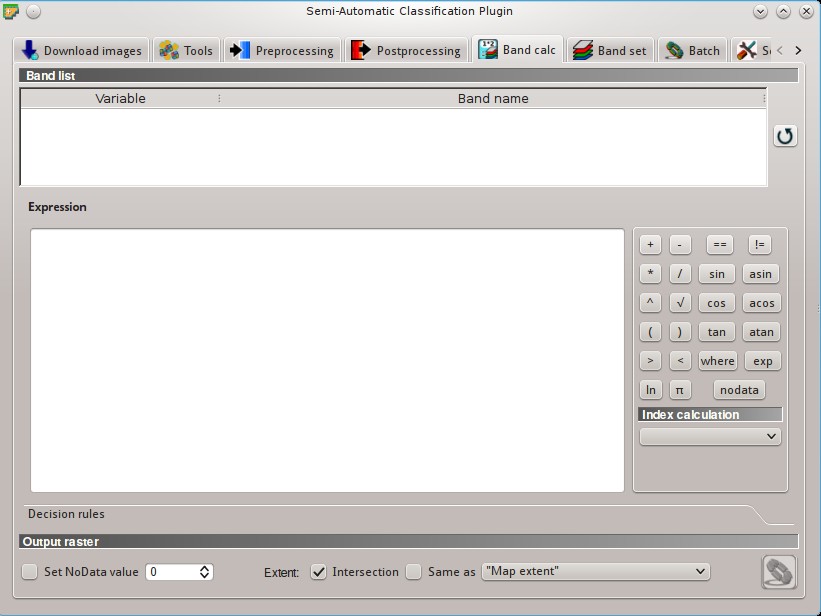 Semi-Automatic Classification Plugin
Download images Tools Preprocessing Postprocessing Band calc Band set Batch
Band list
Variable Band name
Expression
+ - == !=
* / sin asin
^ √ cos acos
( ) tan atan
> < where exp
ln π nodata
Index calculation
Decision rules
Output raster
Set NoData value 0 Extent: Intersection Same as "Map extent"